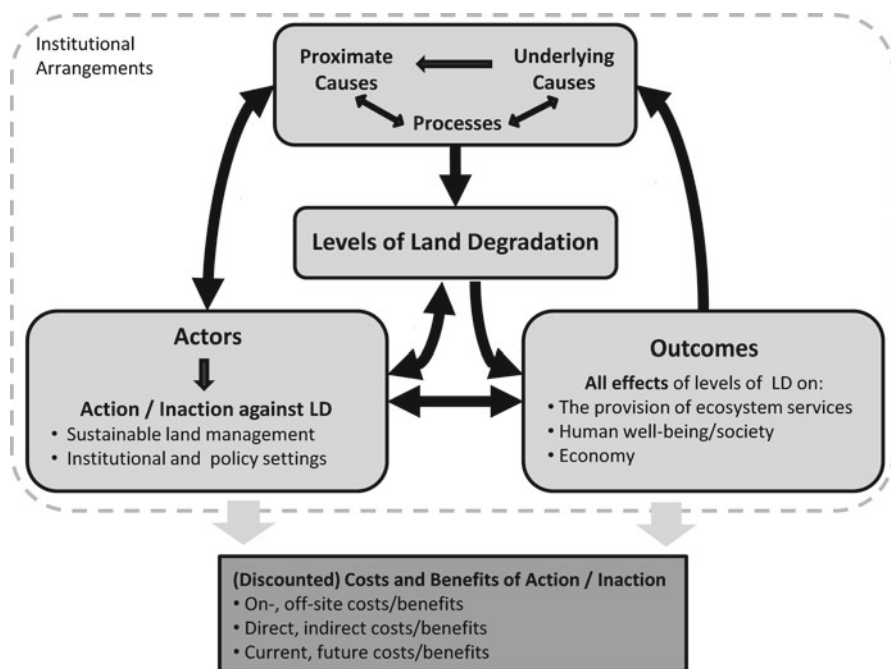 Institutional
Arrangements
Proximate
Causes
Underlying
Causes
Processes
Levels of Land Degradation
Actors
Action / Inaction against LD
• Sustainable land management
• Institutional and policy settings
Outcomes
All effects of levels of LD on:
• The provision of ecosystem services
• Human well-being/society
• Economy
(Discounted) Costs and Benefits of Action / Inaction
• On-, off-site costs/benefits
• Direct, indirect costs/benefits
• Current, future costs/benefits